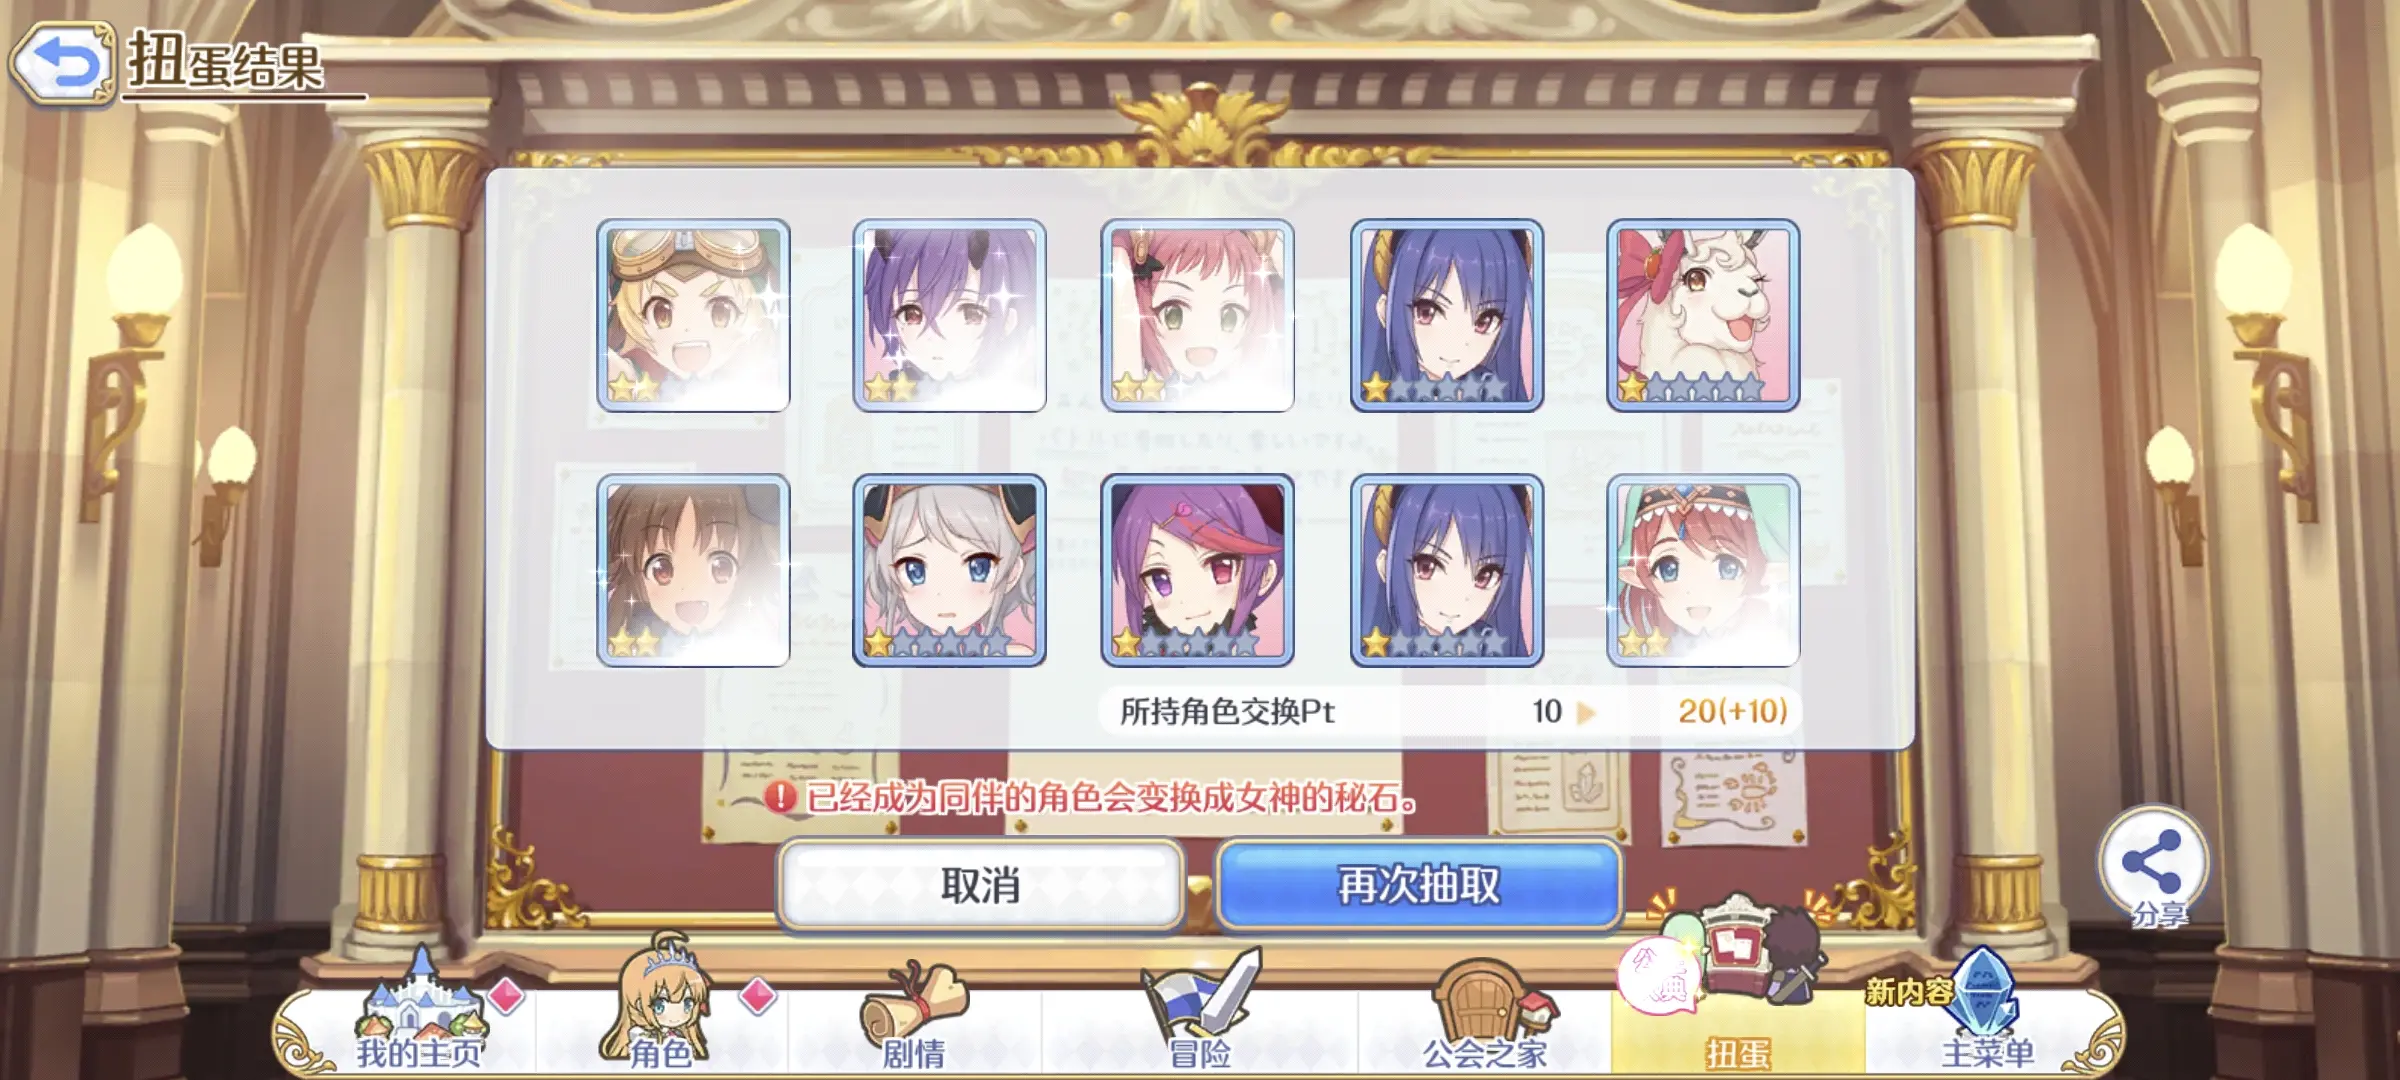 扭蛋结果
所持角色交换Pt 10 20(+10)
已经成为同伴的角色会变换成女神的秘石。
取消
再次抽取
分享
新内容
我的主页
角色
剧情
冒险
公会之家
扭蛋
主菜单